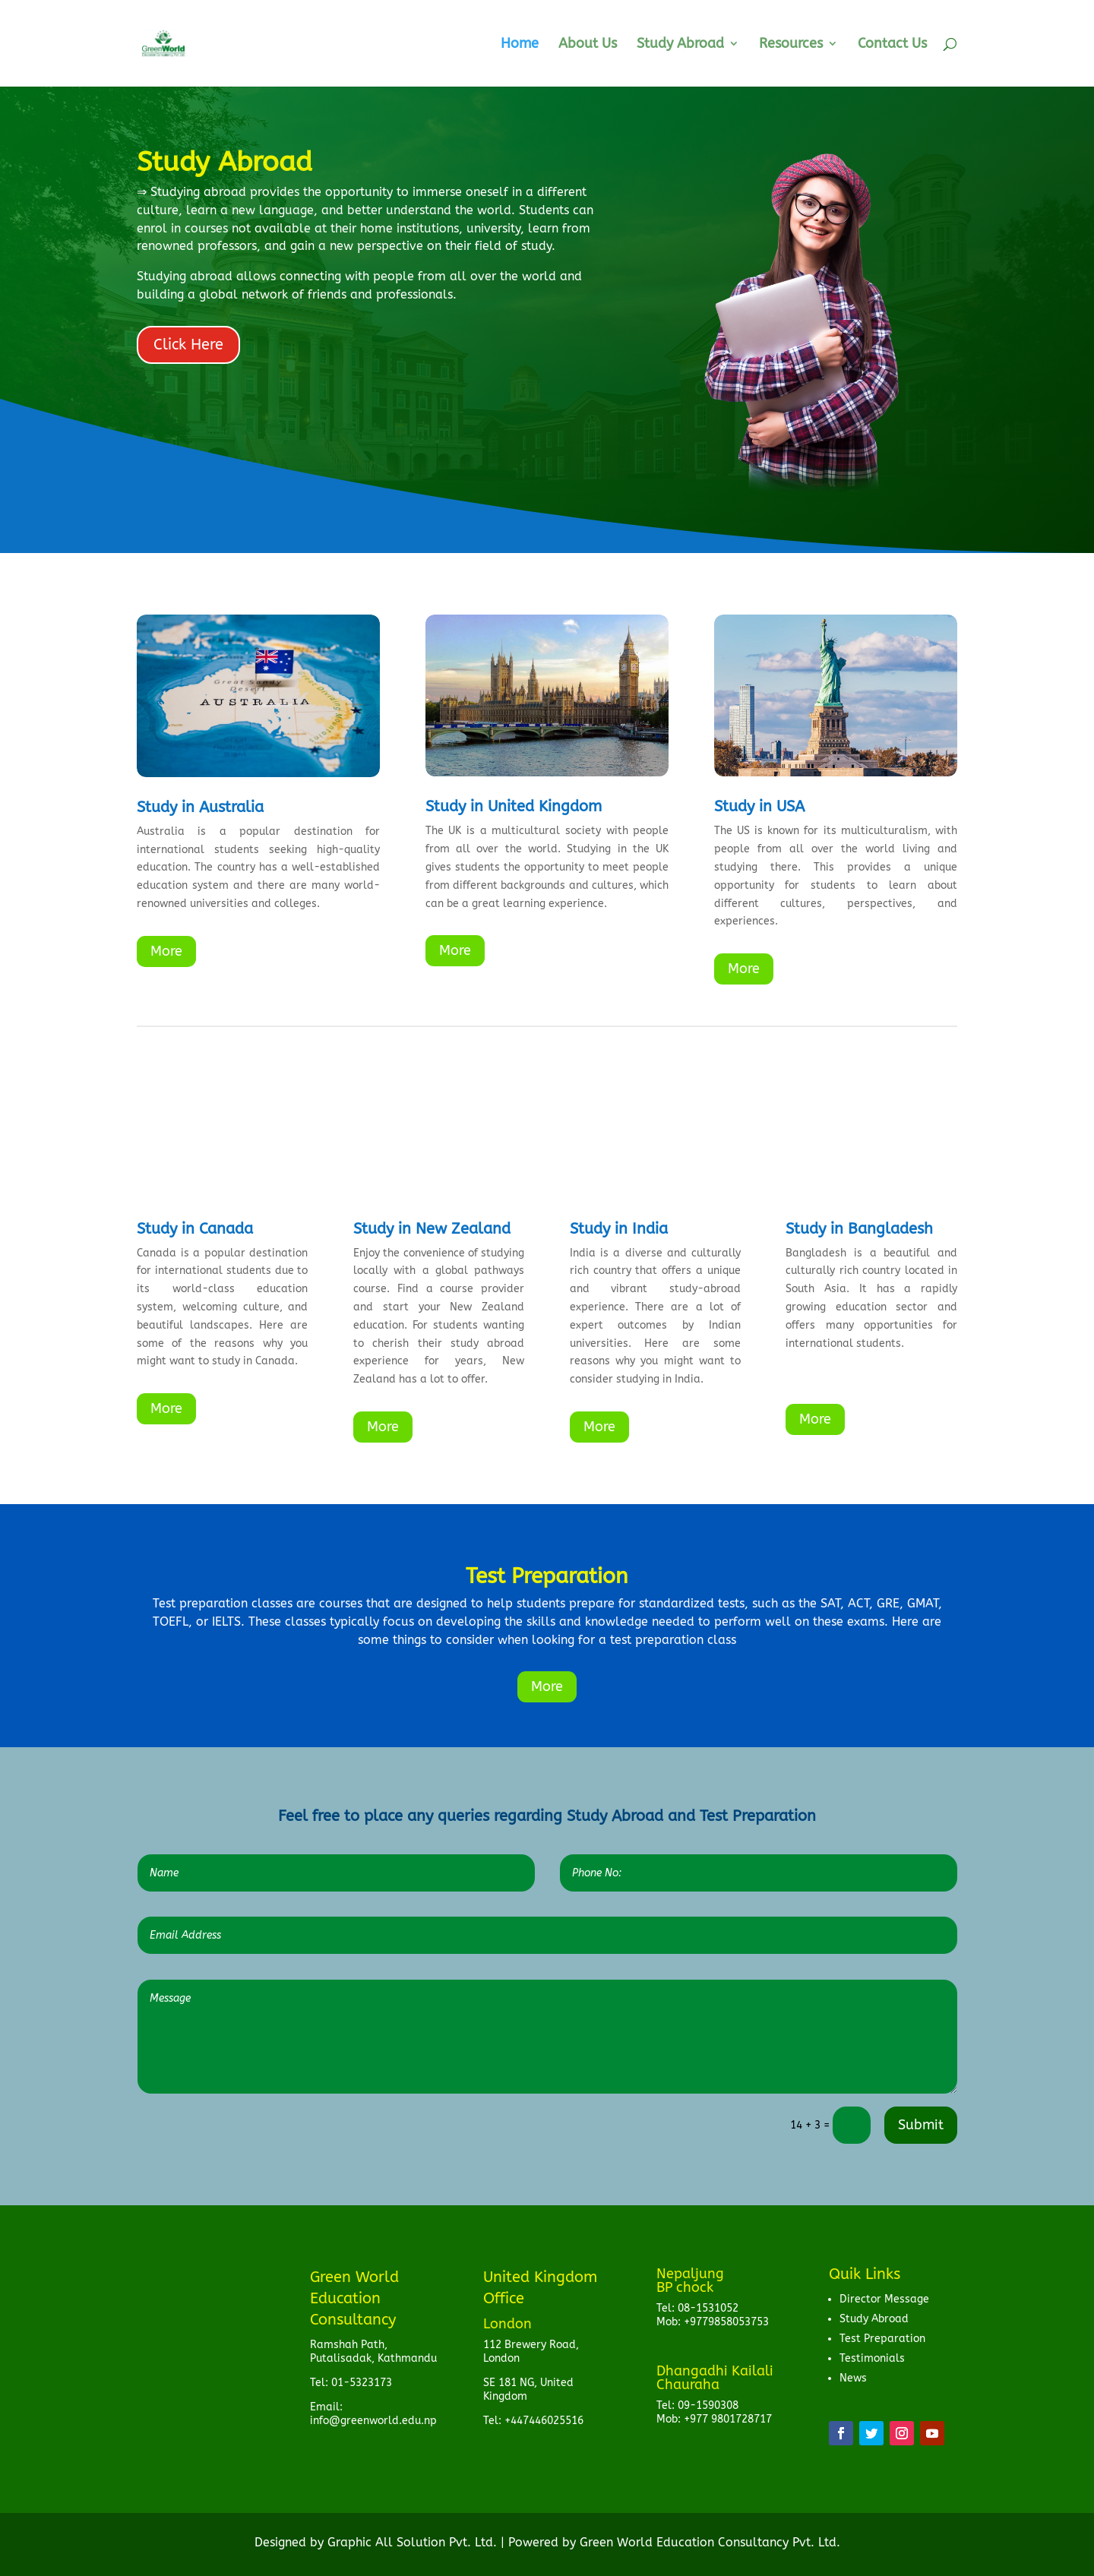 GreenWorld
Home
About Us
Study Abroad
Resources
Contact Us
Study Abroad
⇒ Studying abroad provides the opportunity to immerse oneself in a different
culture, learn a new language, and better understand the world. Students can
enrol in courses not available at their home institutions, university, learn from
renowned professors, and gain a new perspective on their field of study.
Studying abroad allows connecting with people from all over the world and
building a global network of friends and professionals.
Click Here
Great Sandy
Desert
AUSTRALIA
Study in Australia
Australia is a popular destination for
international students seeking high-quality
education. The country has a well-established
education system and there are many world-
renowned universities and colleges.
More
Study in United Kingdom
The UK is a multicultural society with people
from all over the world. Studying in the UK
gives students the opportunity to meet people
from different backgrounds and cultures, which
can be a great learning experience.
More
Study in USA
The US is known for its multiculturalism, with
people from all over the world living and
studying there. This provides a unique
opportunity for students to learn about
different cultures, perspectives, and
experiences.
More
Study in Canada
Canada is a popular destination
for international students due to
its world-class education
system, welcoming culture, and
beautiful landscapes. Here are
some of the reasons why you
might want to study in Canada.
More
Study in New Zealand
Enjoy the convenience of studying
locally with a global pathways
course. Find a course provider
and start your New Zealand
education. For students wanting
to cherish their study abroad
experience for years, New
Zealand has a lot to offer.
More
Study in India
India is a diverse and culturally
rich country that offers a unique
and vibrant study-abroad
experience. There are a lot of
expert outcomes by Indian
universities. Here are some
reasons why you might want to
consider studying in India.
More
Study in Bangladesh
Bangladesh is a beautiful and
culturally rich country located in
South Asia. It has a rapidly
growing education sector and
offers many opportunities for
international students.
More
Test Preparation
Test preparation classes are courses that are designed to help students prepare for standardized tests, such as the SAT, ACT, GRE, GMAT,
TOEFL, or IELTS. These classes typically focus on developing the skills and knowledge needed to perform well on these exams. Here are
some things to consider when looking for a test preparation class
More
Feel free to place any queries regarding Study Abroad and Test Preparation
Name
Phone No:
Email Address
Message
14 + 3 =
Submit
Green World
Education
Consultancy
Ramshah Path,
Putalisadak, Kathmandu
Tel: 01-5323173
Email:
info@greenworld.edu.np
United Kingdom
Office
London
112 Brewery Road,
London
SE 181 NG, United
Kingdom
Tel: +447446025516
Nepaljung
BP chock
Tel: 08-1531052
Mob: +9779858053753
Dhangadhi Kailali
Chauraha
Tel: 09-1590308
Mob: +977 9801728717
Quik Links
Director Message
Study Abroad
Test Preparation
Testimonials
News
Designed by Graphic All Solution Pvt. Ltd. | Powered by Green World Education Consultancy Pvt. Ltd.